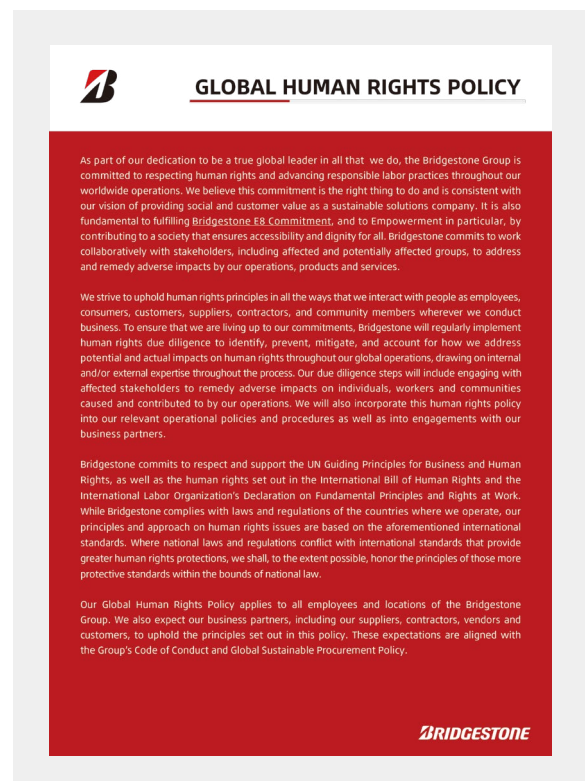 GLOBAL HUMAN RIGHTS POLICY
As part of our dedication to be a true global leader in all that we do, the Bridgestone Group is
committed to respecting human rights and advancing responsible labor practices throughout our
worldwide operations. We believe this commitment is the right thing to do and is consistent with
our vision of providing social and customer value as a sustainable solutions company. It is also
fundamental to fulfilling Bridgestone E8 Commitment, and to Empowerment in particular, by
contributing to a society that ensures accessibility and dignity for all. Bridgestone commits to work
collaboratively with stakeholders, including affected and potentially affected groups, to address
and remedy adverse impacts by our operations, products and services.
We strive to uphold human rights principles in all the ways that we interact with people as employees,
consumers, customers, suppliers, contractors, and community members wherever we conduct
business. To ensure that we are living up to our commitments, Bridgestone will regularly implement
human rights due diligence to identify, prevent, mitigate, and account for how we address
potential and actual impacts on human rights throughout our global operations, drawing on internal
and/or external expertise throughout the process. Our due diligence steps will include engaging with
affected stakeholders to remedy adverse impacts on individuals, workers and communities
caused and contributed to by our operations. We will also incorporate this human rights policy
into our relevant operational policies and procedures as well as into engagements with our
business partners.
Bridgestone commits to respect and support the UN Guiding Principles for Business and Human
Rights, as well as the human rights set out in the International Bill of Human Rights and the
International Labor Organization's Declaration on Fundamental Principles and Rights at Work.
While Bridgestone complies with laws and regulations of the countries where we operate, our
principles and approach on human rights issues are based on the aforementioned international
standards. Where national laws and regulations conflict with international standards that provide
greater human rights protections, we shall, to the extent possible, honor the principles of those more
protective standards within the bounds of national law.
Our Global Human Rights Policy applies to all employees and locations of the Bridgestone
Group. We also expect our business partners, including our suppliers, contractors, vendors and
customers, to uphold the principles set out in this policy. These expectations are aligned with
the Group's Code of Conduct and Global Sustainable Procurement Policy.
BRIDGESTONE